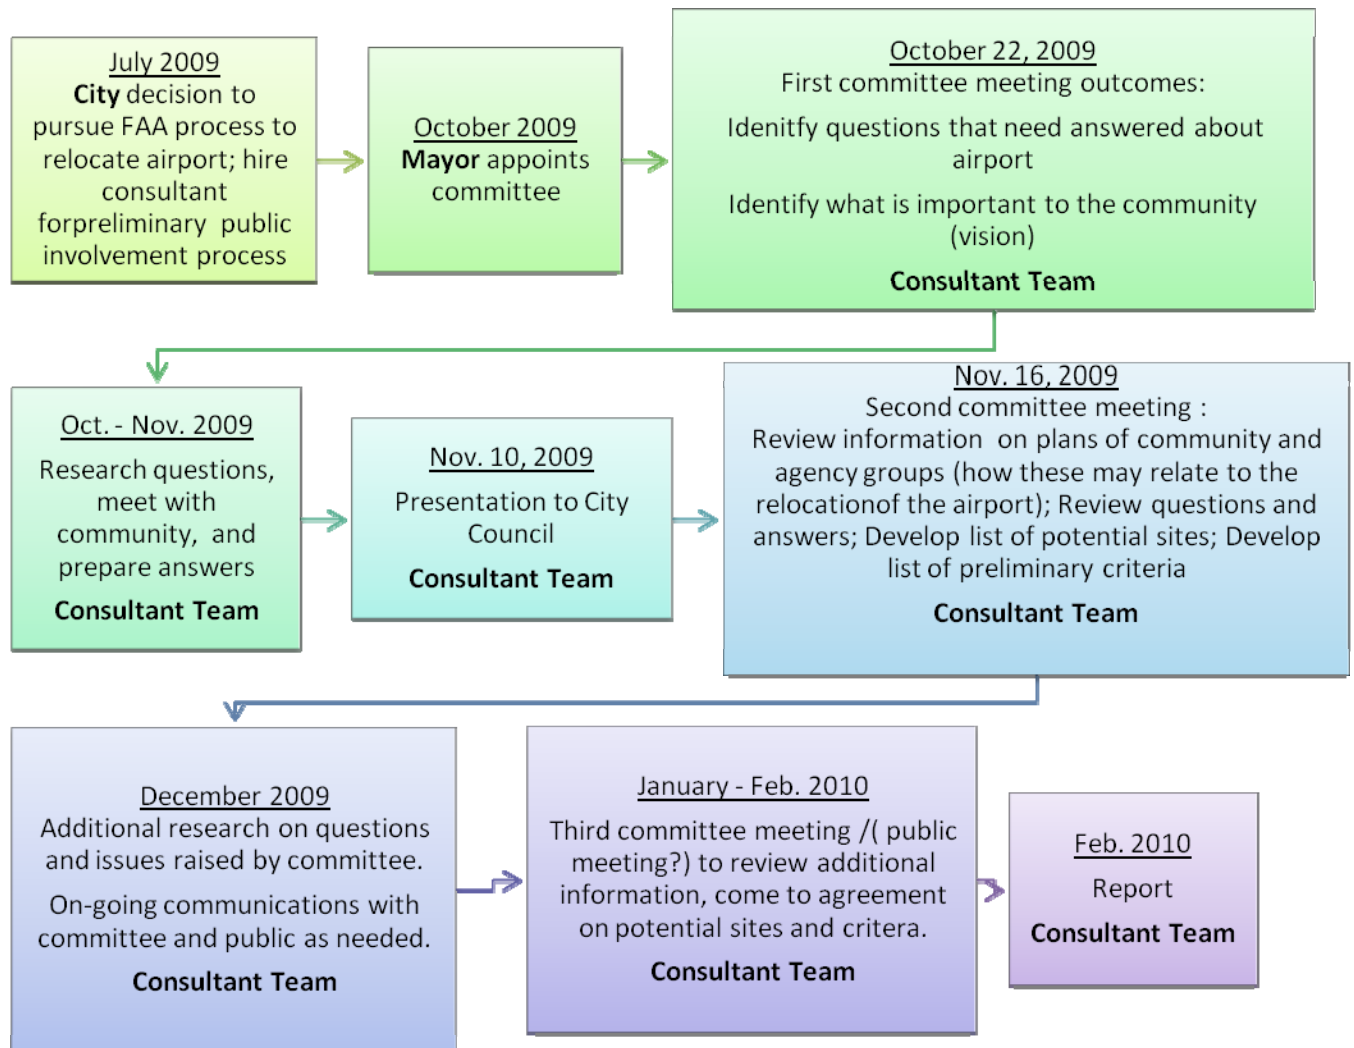 July 2009
City decision to
pursue FAA process to
relocate airport; hire
consultant
forpreliminary public
involvement process
October 2009
Mayor appoints
committee
October 22, 2009
First committee meeting outcomes:
Idenitfy questions that need answered about
airport
Identify what is important to the community
(vision)
Consultant Team
Oct. - Nov. 2009
Research questions,
meet with
community, and
prepare answers
Consultant Team
Nov. 10, 2009
Presentation to City
Council
Consultant Team
Nov. 16, 2009
Second committee meeting :
Review information on plans of community and
agency groups (how these may relate to the
relocationof the airport); Review questions and
answers; Develop list of potential sites; Develop
list of preliminary criteria
Consultant Team
December 2009
Additional research on questions
and issues raised by committee.
On-going communications with
committee and public as needed.
Consultant Team
January - Feb. 2010
Third committee meeting /( public
meeting?) to review additional
information, come to agreement
on potential sites and critera.
Consultant Team
Feb. 2010
Report
Consultant Team